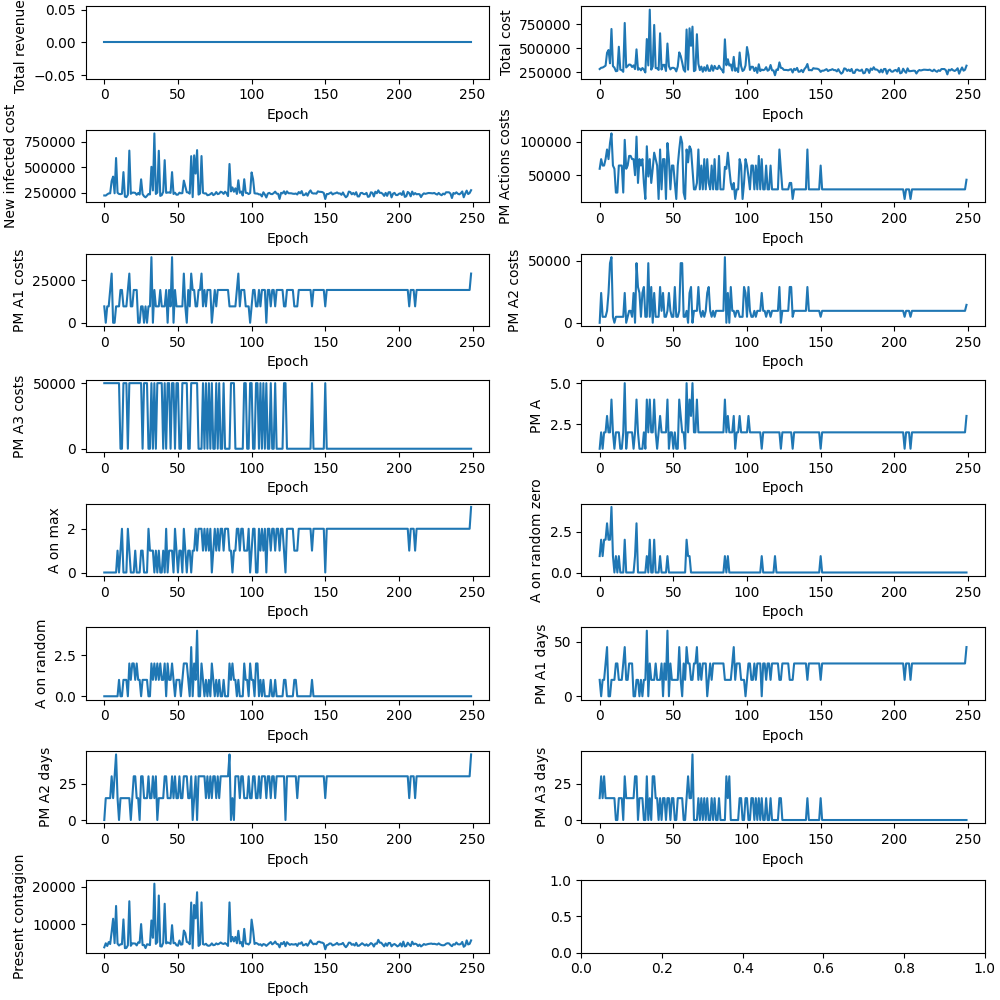 Total revenue
0.05
0.00
−0.05
0 50 100 150 200 250
Epoch
Total cost
750000
500000
250000
0 50 100 150 200 250
Epoch
New infected cost
750000
500000
250000
0 50 100 150 200 250
Epoch
PM Actions costs
100000
50000
0 50 100 150 200 250
Epoch
PM A1 costs
25000
0
0 50 100 150 200 250
Epoch
PM A2 costs
50000
0
0 50 100 150 200 250
Epoch
PM A3 costs
50000
0
0 50 100 150 200 250
Epoch
PM A
5.0
2.5
0 50 100 150 200 250
Epoch
A on max
2
0
0 50 100 150 200 250
Epoch
A on random zero
2.5
0.0
0 50 100 150 200 250
Epoch
A on random
2.5
0.0
0 50 100 150 200 250
Epoch
PM A1 days
50
0
0 50 100 150 200 250
Epoch
PM A2 days
25
0
0 50 100 150 200 250
Epoch
PM A3 days
25
0
0 50 100 150 200 250
Epoch
Present contagion
20000
10000
0 50 100 150 200 250
Epoch
1.0
0.5
0.0
0.0 0.2 0.4 0.6 0.8 1.0